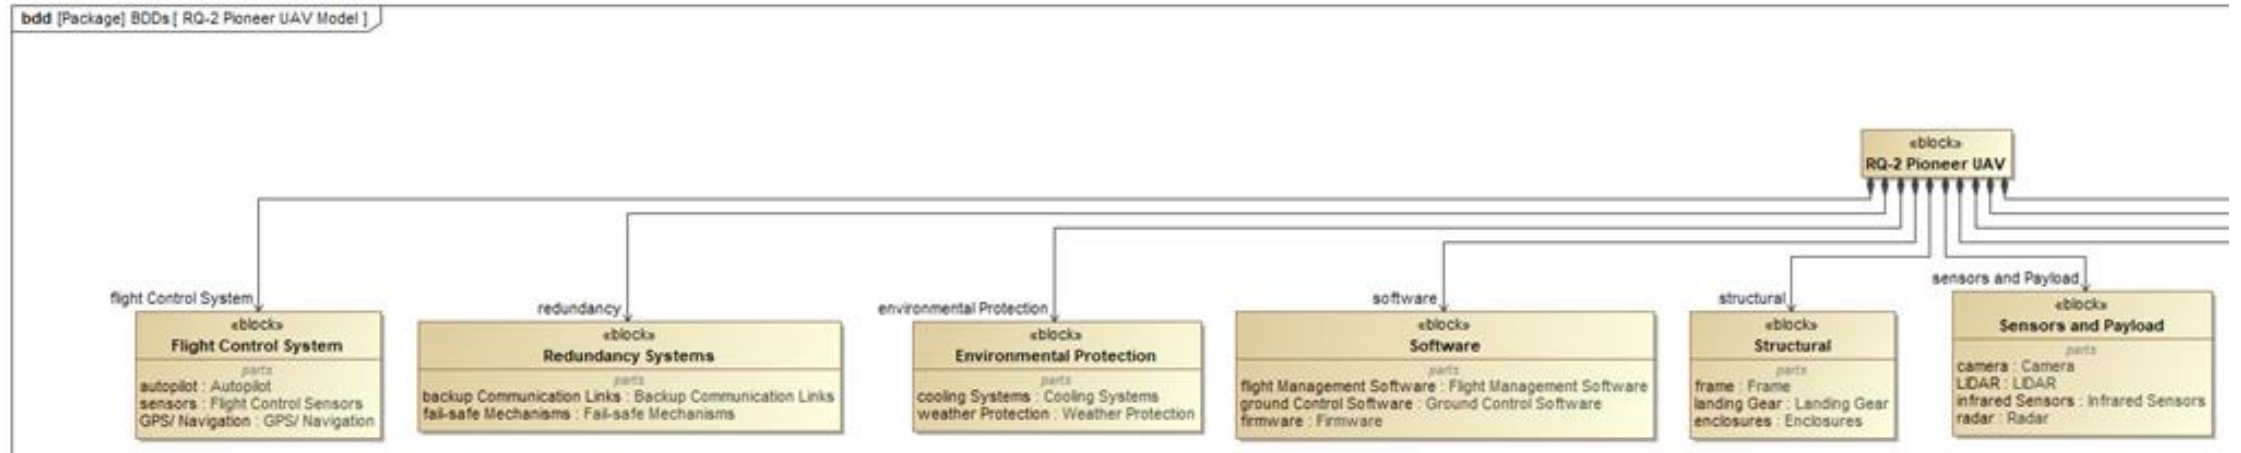 bdd [Package] BDDs [ RQ-2 Pioneer UAV Model ]
«block»
RQ-2 Pioneer UAV
flight Control System
«block»
Flight Control System
parts
autopilot : Autopilot
sensors : Flight Control Sensors
GPS/ Navigation : GPS/ Navigation
redundancy
«block»
Redundancy Systems
parts
backup Communication Links : Backup Communication Links
fail-safe Mechanisms : Fail-safe Mechanisms
environmental Protection
«block»
Environmental Protection
parts
cooling Systems : Cooling Systems
weather Protection : Weather Protection
software
«block»
Software
parts
flight Management Software : Flight Management Software
ground Control Software : Ground Control Software
firmware : Firmware
structural
«block»
Structural
parts
frame : Frame
landing Gear : Landing Gear
enclosures : Enclosures
sensors and Payload
«block»
Sensors and Payload
parts
camera : Camera
LIDAR : LIDAR
infrared Sensors : Infrared Sensors
radar : Radar